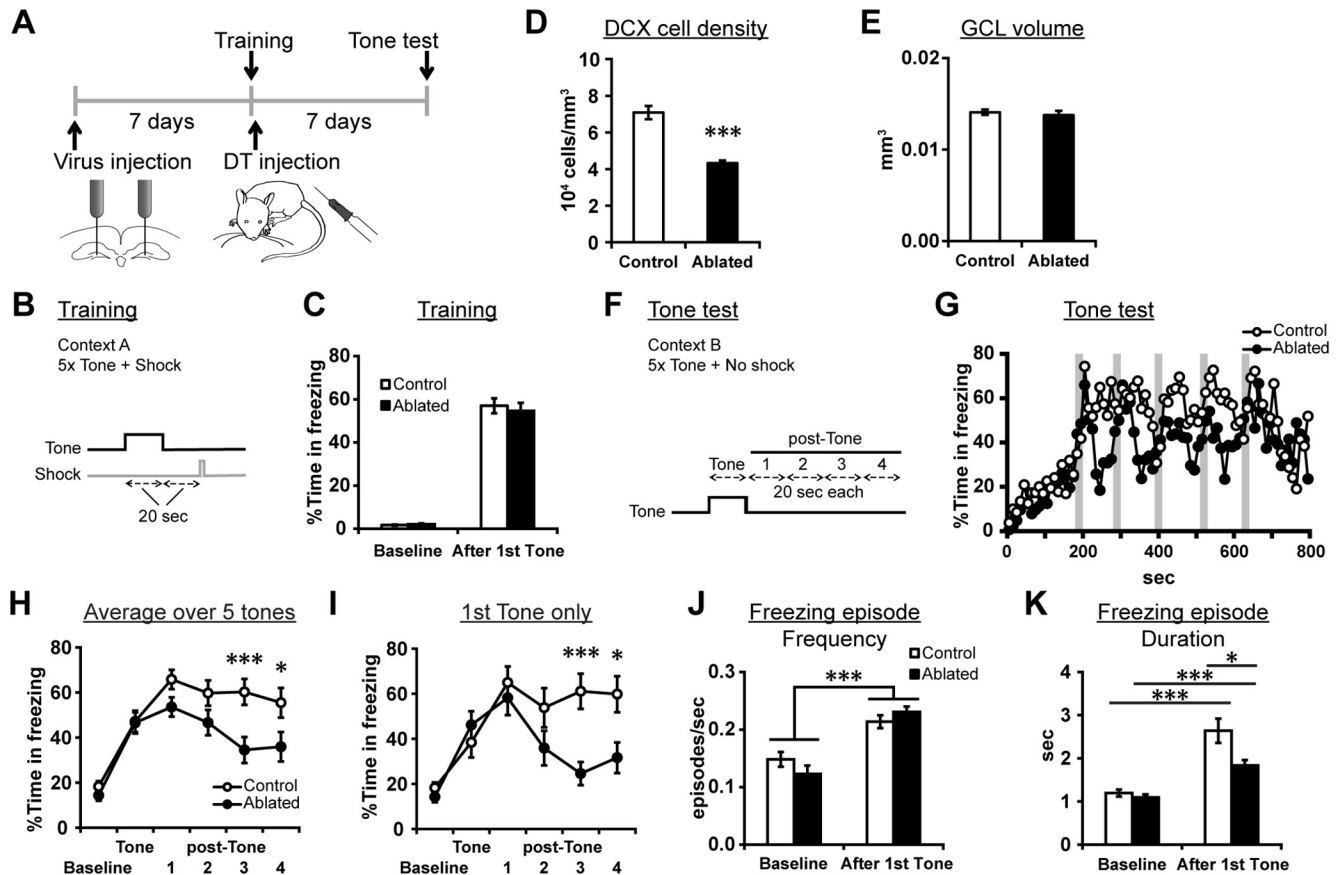 A
Training
Tone test
7 days
7 days
Virus injection
DT injection
D
DCX cell density
10⁴ cells/mm³
10
8
6
4
2
0
***
Control
Ablated
E
GCL volume
mm³
0.02
0.01
0.00
Control
Ablated
B
Training
Context A
5x Tone + Shock
Tone
Shock
20 sec
C
Training
%Time in freezing
80
60
40
20
0
Control
Ablated
Baseline
After 1st Tone
F
Tone test
Context B
5x Tone + No shock
post-Tone
Tone 1 2 3 4
20 sec each
Tone
G
Tone test
Control
Ablated
%Time in freezing
80
60
40
20
0
0 200 400 600 800
sec
H
Average over 5 tones
%Time in freezing
80
60
40
20
0
*** *
Control
Ablated
Tone post-Tone
Baseline 1 2 3 4
I
1st Tone only
%Time in freezing
80
60
40
20
0
*** *
Tone post-Tone
Baseline 1 2 3 4
J
Freezing episode
Frequency
episodes/sec
0.3
0.2
0.1
0.0
Control
Ablated
***
Baseline
After 1st Tone
K
Freezing episode
Duration
sec
4
3
2
1
0
*
***
***
Baseline
After 1st Tone